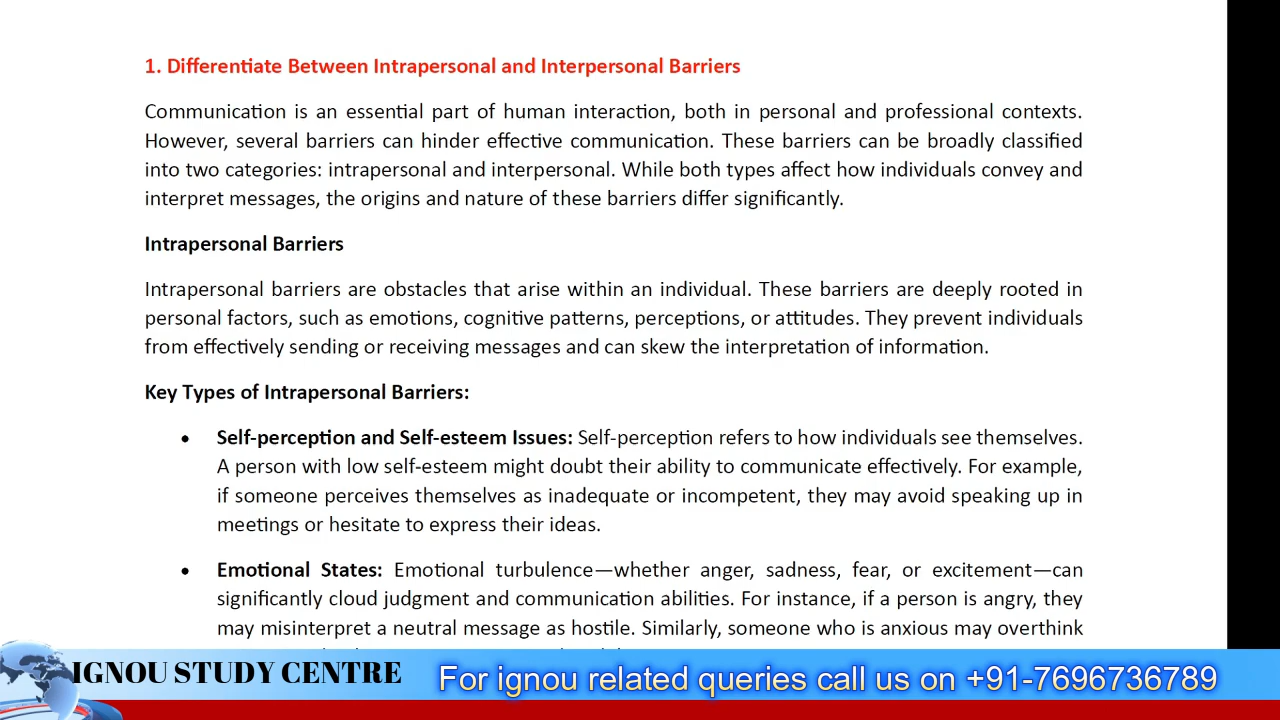 1. Differentiate Between Intrapersonal and Interpersonal Barriers
Communication is an essential part of human interaction, both in personal and professional contexts.
However, several barriers can hinder effective communication. These barriers can be broadly classified
into two categories: intrapersonal and interpersonal. While both types affect how individuals convey and
interpret messages, the origins and nature of these barriers differ significantly.
Intrapersonal Barriers
Intrapersonal barriers are obstacles that arise within an individual. These barriers are deeply rooted in
personal factors, such as emotions, cognitive patterns, perceptions, or attitudes. They prevent individuals
from effectively sending or receiving messages and can skew the interpretation of information.
Key Types of Intrapersonal Barriers:
• Self-perception and Self-esteem Issues: Self-perception refers to how individuals see themselves.
A person with low self-esteem might doubt their ability to communicate effectively. For example,
if someone perceives themselves as inadequate or incompetent, they may avoid speaking up in
meetings or hesitate to express their ideas.
• Emotional States: Emotional turbulence—whether anger, sadness, fear, or excitement—can
significantly cloud judgment and communication abilities. For instance, if a person is angry, they
may misinterpret a neutral message as hostile. Similarly, someone who is anxious may overthink
IGNOU STUDY CENTRE
For ignou related queries call us on +91-7696736789